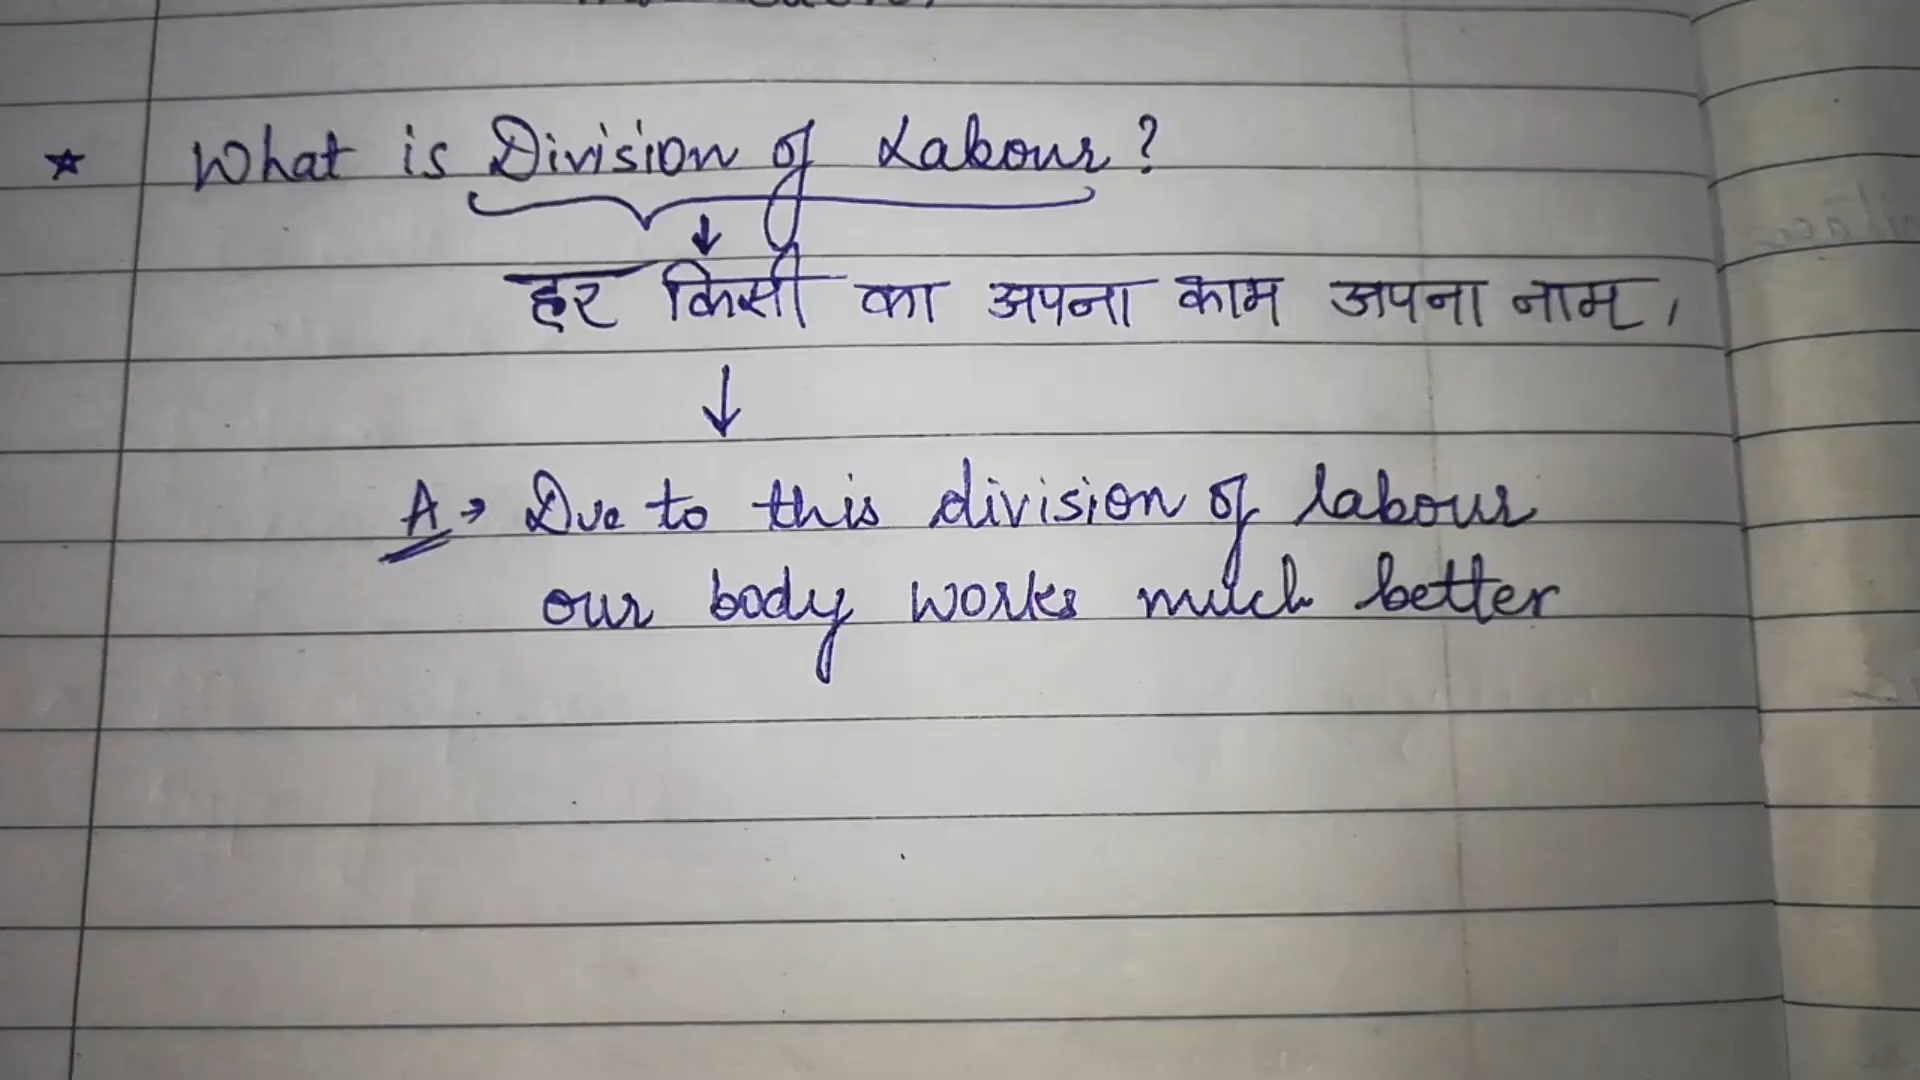 ★ What is Division of Labour?
↓
हर किसी का अपना काम अपना नाम,
↓
A → Due to this division of labour
our body works much better